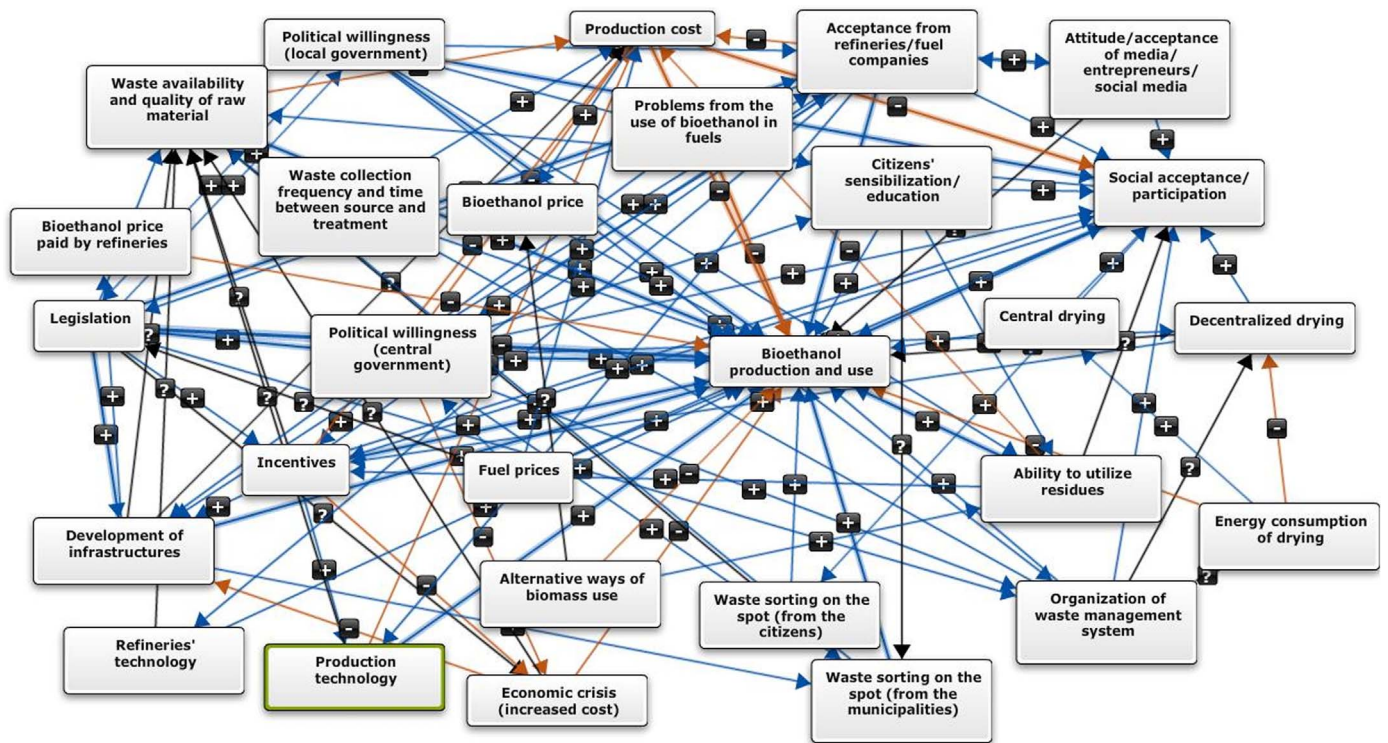 Political willingness
(local government)
Production cost
Acceptance from
refineries/fuel
companies
Attitude/acceptance
of media/
entrepreneurs/
social media
Waste availability
and quality of raw
material
Problems from the
use of bioethanol in
fuels
Citizens'
sensibilization/
education
Social acceptance/
participation
Waste collection
frequency and time
between source and
treatment
Bioethanol price
Bioethanol price
paid by refineries
Legislation
Political willingness
(central
government)
Central drying
Decentralized drying
Bioethanol
production and use
Incentives
Fuel prices
Ability to utilize
residues
Development of
infrastructures
Energy consumption
of drying
Alternative ways of
biomass use
Waste sorting on the
spot (from the
citizens)
Organization of
waste management
system
Refineries'
technology
Production
technology
Economic crisis
(increased cost)
Waste sorting on the
spot (from the
municipalities)